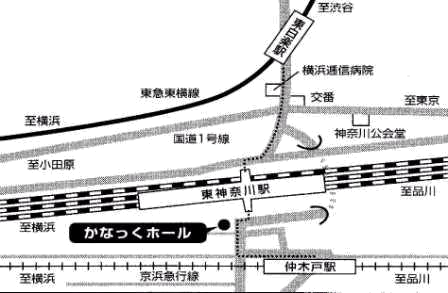 至渋谷
東白楽駅
横浜逓信病院
東急東横線
交番
至東京
至横浜
国道1号線
神奈川公会堂
至小田原
東神奈川駅
至品川
至横浜
かなっくホール
仲木戸駅
至横浜
京浜急行線
至品川